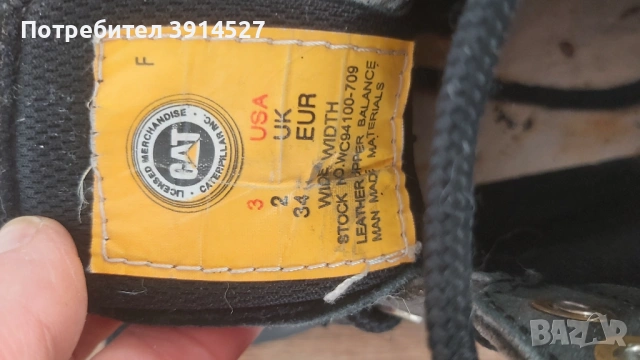 Потребител 3914527
F
LICENSED MERCHANDISE • CATERPILLAR INC. •
CAT
3 USA
2 UK
34 EUR
WIDE WIDTH
STOCK NO.WC94100-709
LEATHER UPPER BALANCE
MAN MADE MATERIALS
bazar